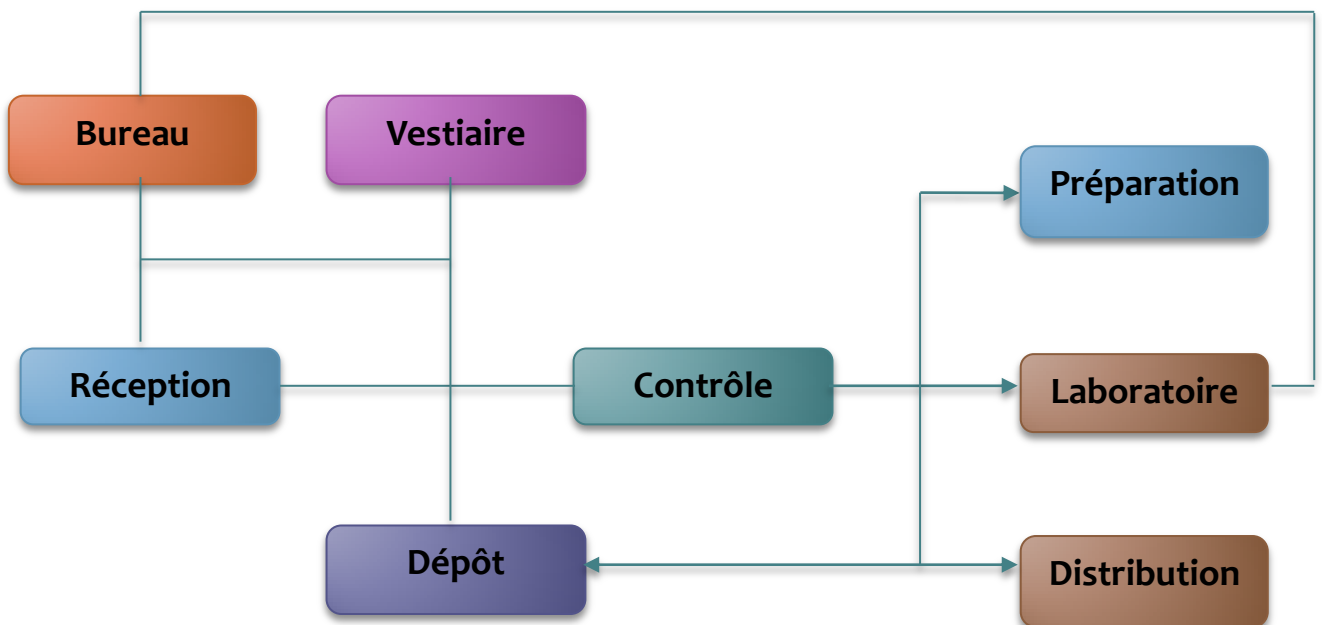 Bureau
Vestiaire
Préparation
Réception
Contrôle
Laboratoire
Dépôt
Distribution